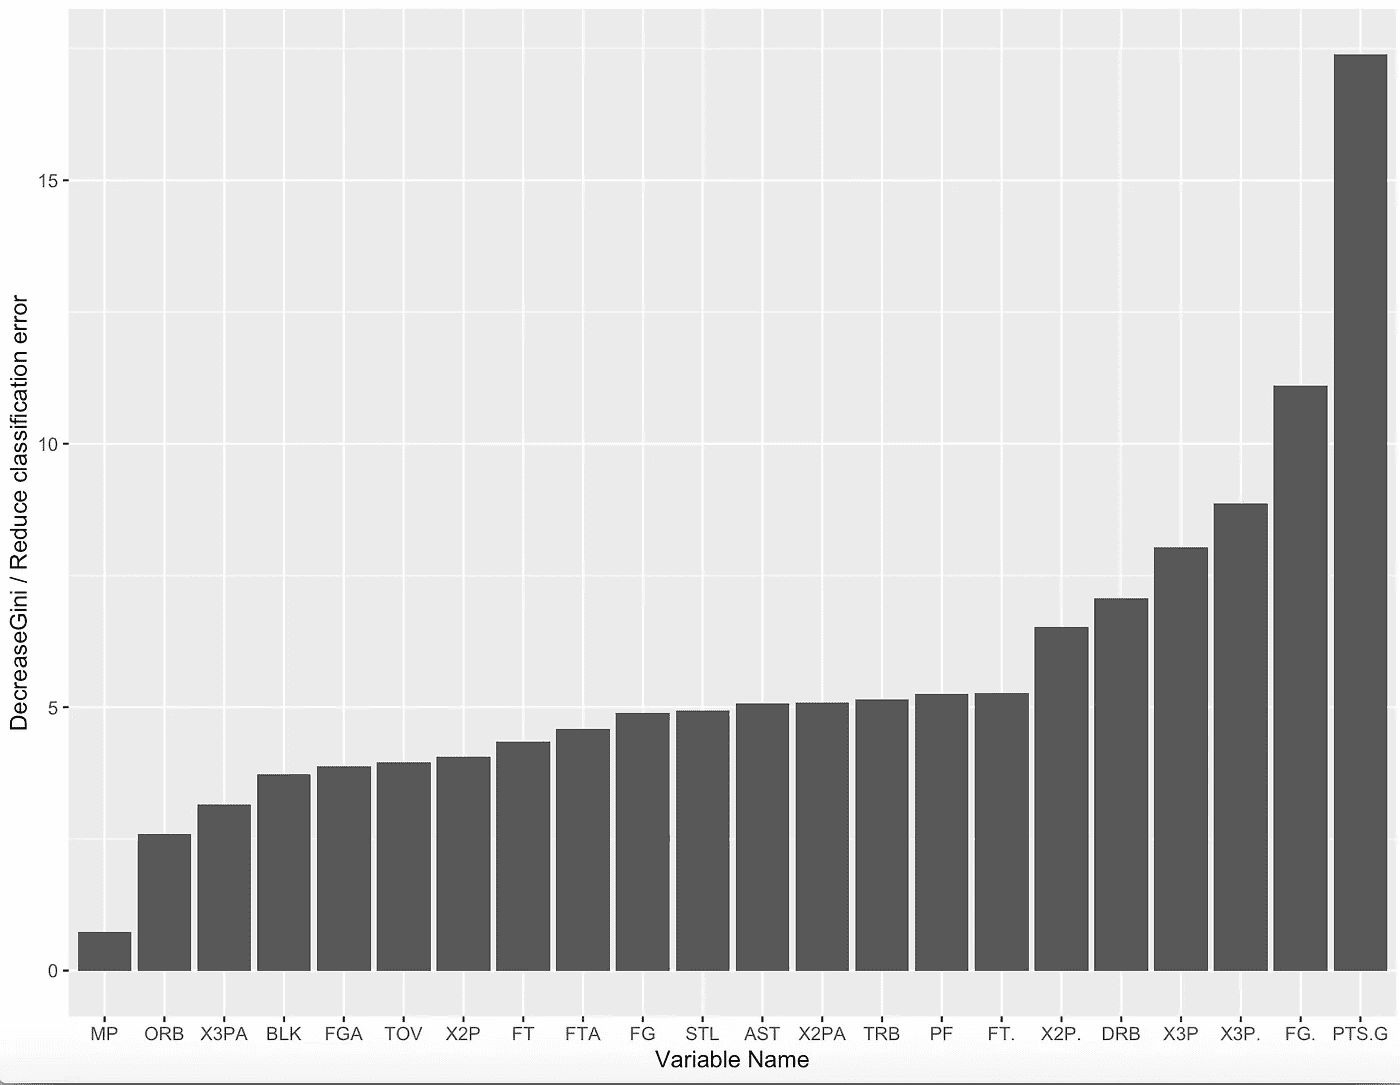 DecreaseGini / Reduce classification error
15
10
5
0
MP ORB X3PA BLK FGA TOV X2P FT FTA FG STL AST X2PA TRB PF FT. X2P. DRB X3P X3P. FG. PTS.G
Variable Name